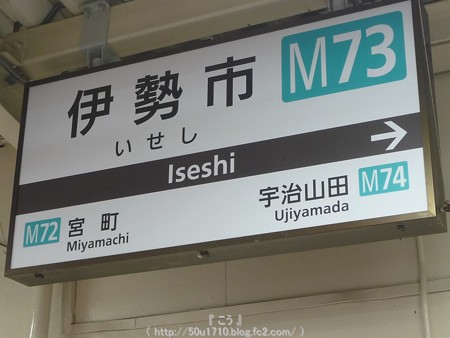 伊勢市 M73
いせし
Iseshi
M72 宮町
Miyamachi
宇治山田 M74
Ujiyamada
『 こう 』
( http://50u1710.blog.fc2.com/ )